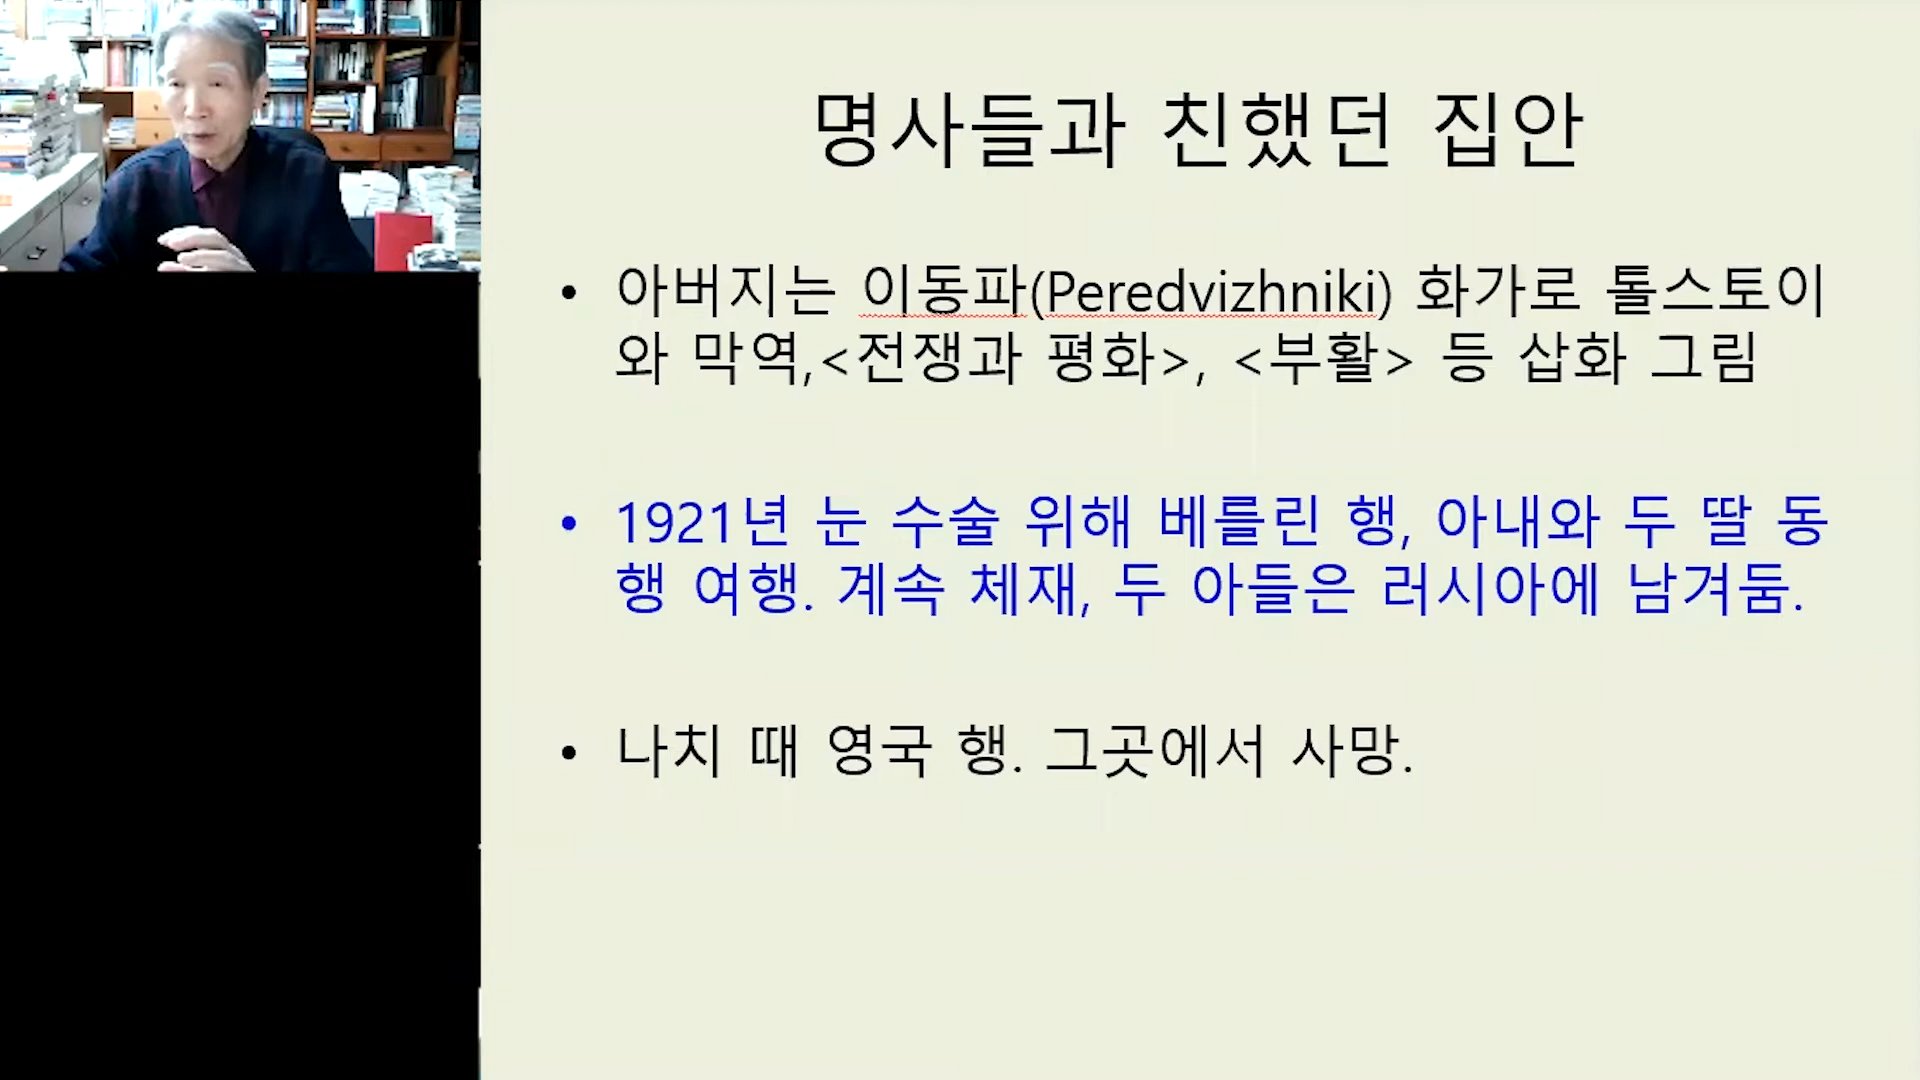 명사들과 친했던 집안
• 아버지는 이동파(Peredvizhniki) 화가로 톨스토이
와 막역,<전쟁과 평화>, <부활> 등 삽화 그림
• 1921년 눈 수술 위해 베를린 행, 아내와 두 딸 동
행 여행. 계속 체재, 두 아들은 러시아에 남겨둠.
• 나치 때 영국 행. 그곳에서 사망.